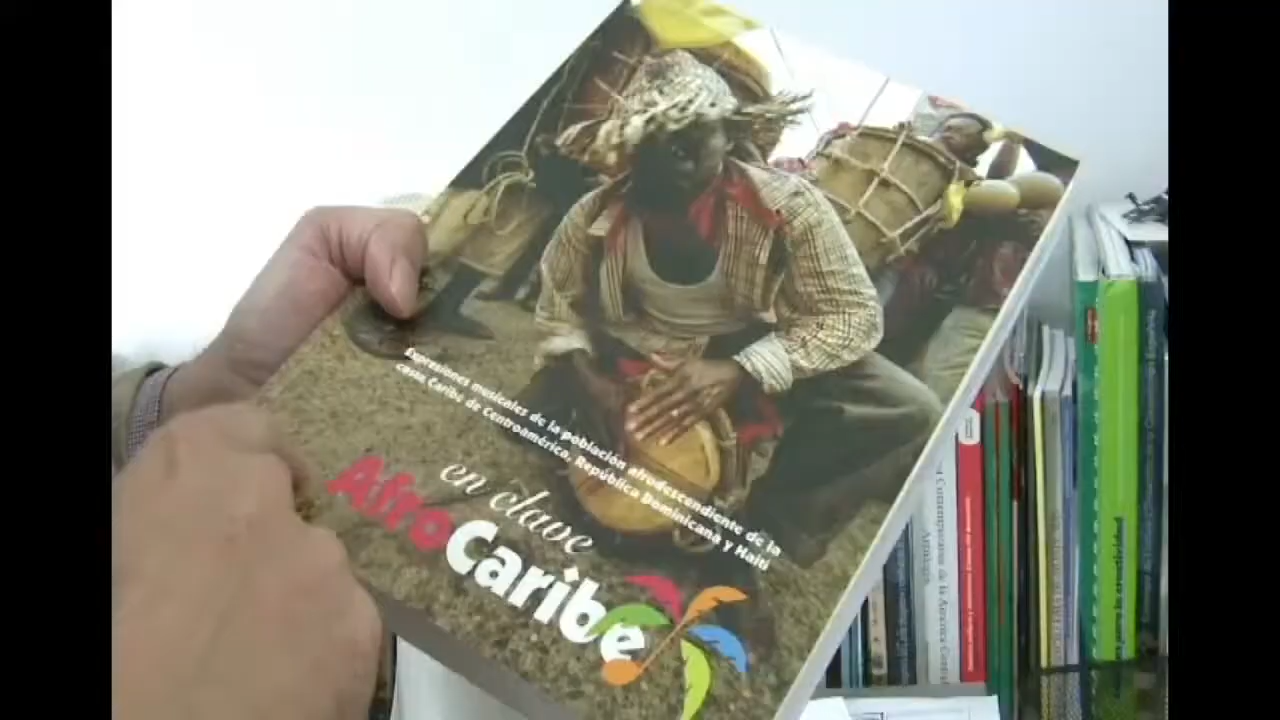 Expresiones musicales de la población afrodescendiente de la
costa Caribe de Centroamérica, República Dominicana y Haití
en clave
AfroCaribe